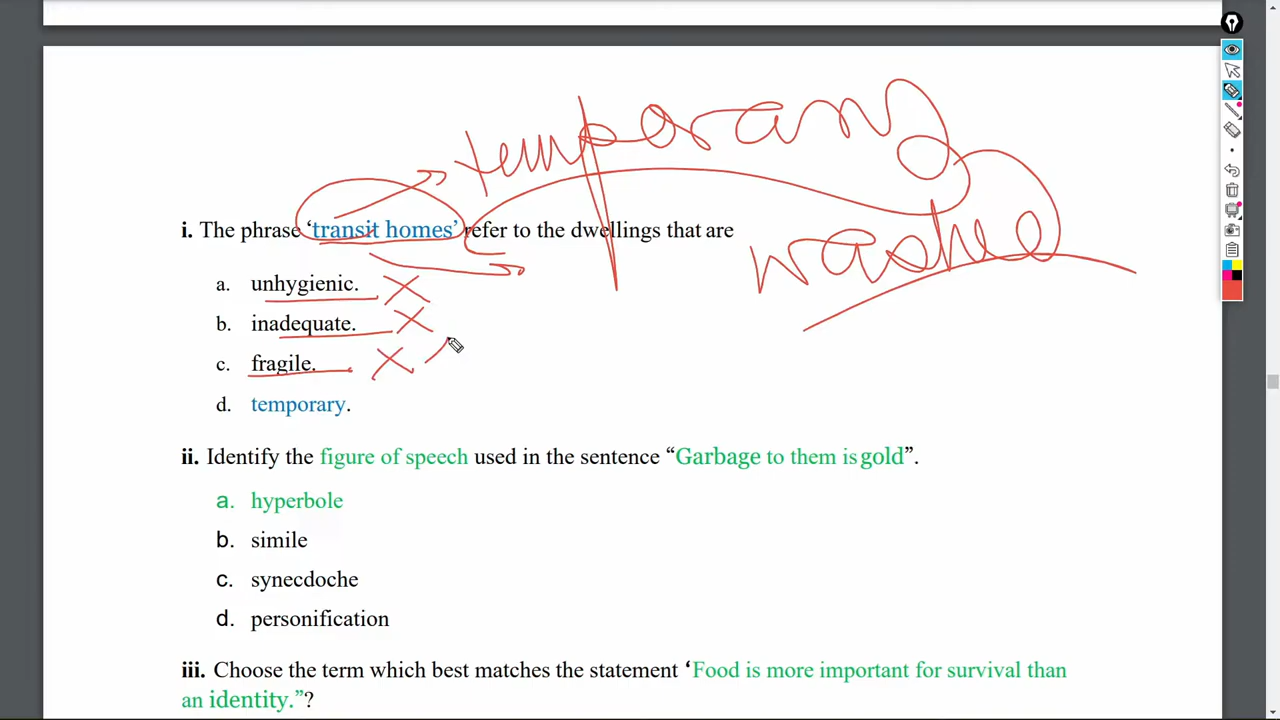 temporary
washee
i. The phrase ‘transit homes’ refer to the dwellings that are
a. unhygienic.
b. inadequate.
c. fragile.
d. temporary.
ii. Identify the figure of speech used in the sentence “Garbage to them is gold”.
a. hyperbole
b. simile
c. synecdoche
d. personification
iii. Choose the term which best matches the statement ‘Food is more important for survival than
an identity.”?